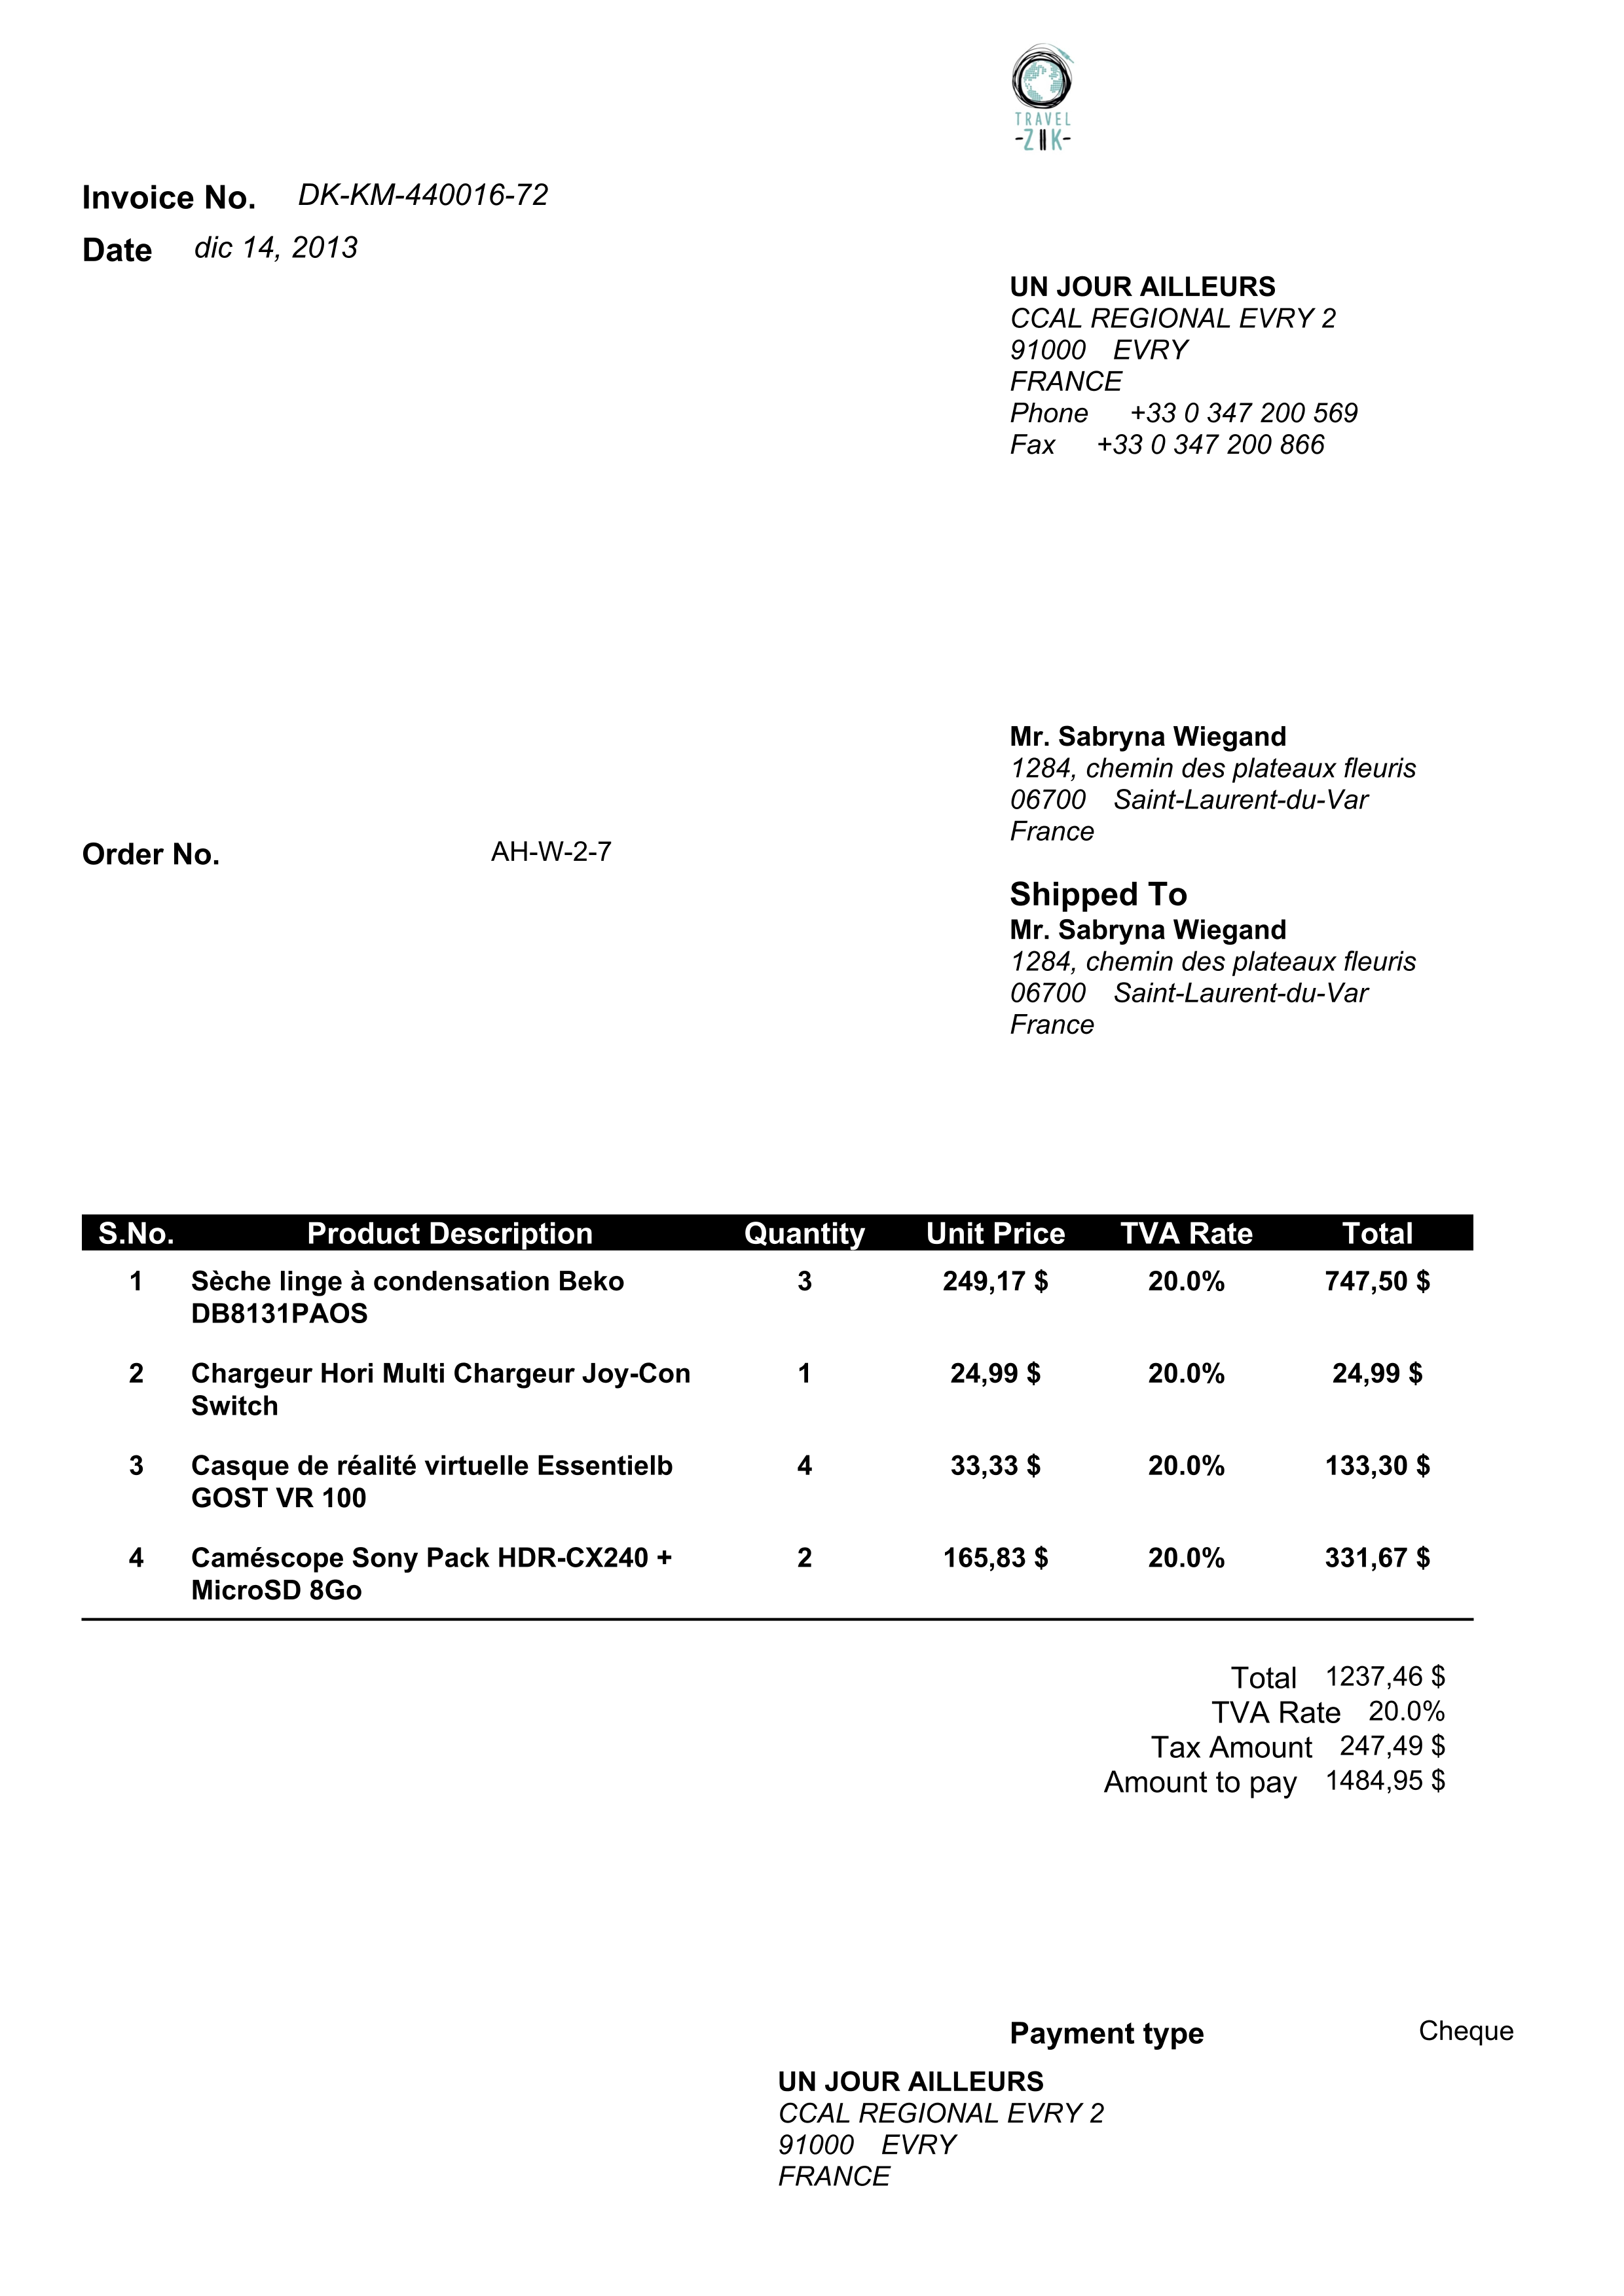 TRAVEL
-ZIIK-
Invoice No. DK-KM-440016-72
Date dic 14, 2013
UN JOUR AILLEURS
CCAL REGIONAL EVRY 2
91000 EVRY
FRANCE
Phone +33 0 347 200 569
Fax +33 0 347 200 866
Mr. Sabryna Wiegand
1284, chemin des plateaux fleuris
06700 Saint-Laurent-du-Var
France
Order No. AH-W-2-7
Shipped To
Mr. Sabryna Wiegand
1284, chemin des plateaux fleuris
06700 Saint-Laurent-du-Var
France
S.No. Product Description Quantity Unit Price TVA Rate Total
1 Sèche linge à condensation Beko 3 249,17 $ 20.0% 747,50 $
DB8131PAOS
2 Chargeur Hori Multi Chargeur Joy-Con 1 24,99 $ 20.0% 24,99 $
Switch
3 Casque de réalité virtuelle Essentielb 4 33,33 $ 20.0% 133,30 $
GOST VR 100
4 Caméscope Sony Pack HDR-CX240 + 2 165,83 $ 20.0% 331,67 $
MicroSD 8Go
Total 1237,46 $
TVA Rate 20.0%
Tax Amount 247,49 $
Amount to pay 1484,95 $
Payment type Cheque
UN JOUR AILLEURS
CCAL REGIONAL EVRY 2
91000 EVRY
FRANCE